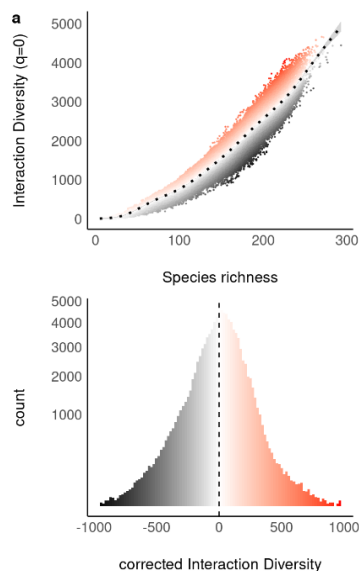 a
Interaction Diversity (q=0)
5000
4000
3000
2000
1000
0
0 100 200 300
Species richness
count
5000
4000
3000
2000
1000
-1000 -500 0 500 1000
corrected Interaction Diversity